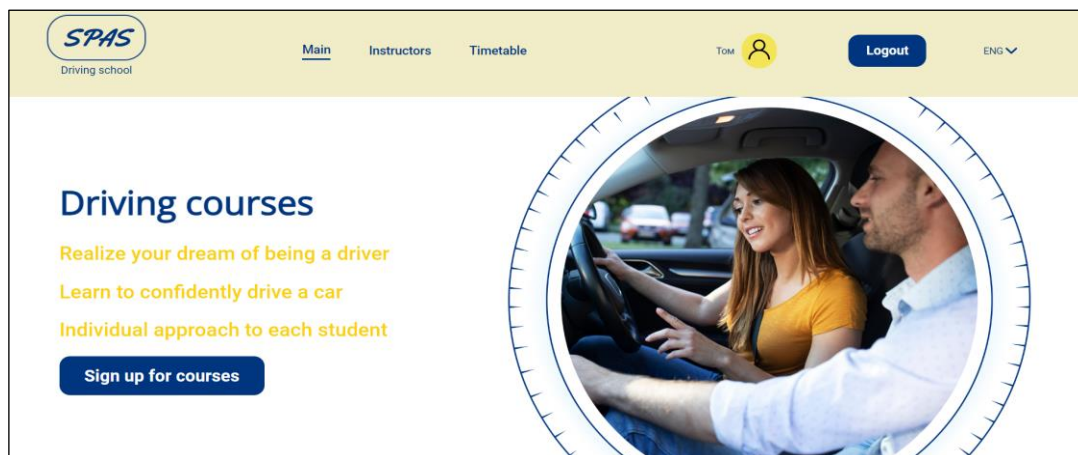 SPAS
Driving school
Main Instructors Timetable
Tом
Logout
ENG
Driving courses
Realize your dream of being a driver
Learn to confidently drive a car
Individual approach to each student
Sign up for courses